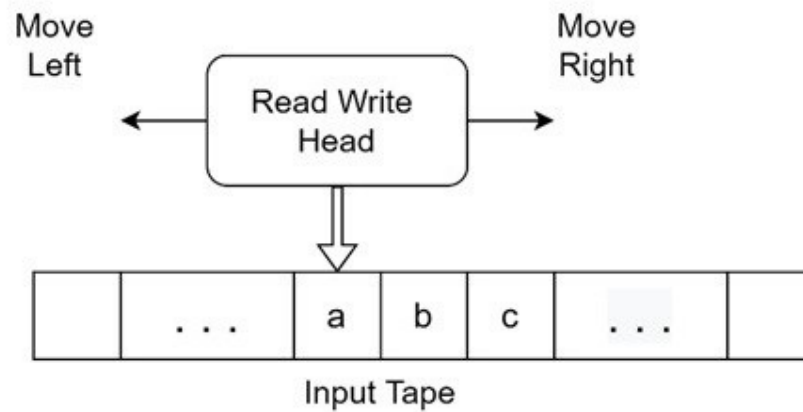 Move
Left
Move
Right
Read Write
Head
. . . a b c . . .
Input Tape